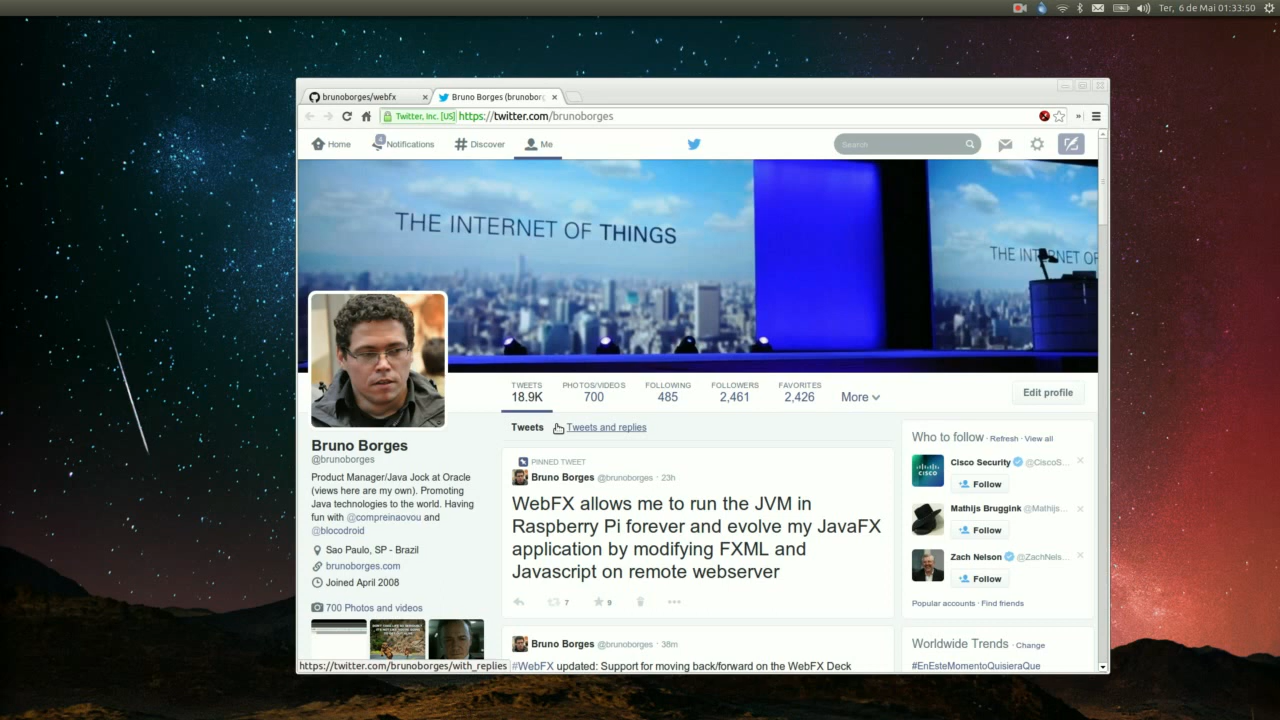 Ter, 6 de Mai 01:33:50
brunoborges/webfx
Bruno Borges (brunoborg
Twitter, Inc. [US] https://twitter.com/brunoborges
Home
4
Notifications
Discover
Me
Search
THE INTERNET OF THINGS
THE INTERNET OF
TWEETS
18.9K
PHOTOS/VIDEOS
700
FOLLOWING
485
FOLLOWERS
2,461
FAVORITES
2,426
More
Edit profile
Bruno Borges
@brunoborges
Product Manager/Java Jock at Oracle
(views here are my own). Promoting
Java technologies to the world. Having
fun with @compreinaovou and
@blocodroid
Sao Paulo, SP - Brazil
brunoborges.com
Joined April 2008
700 Photos and videos
https://twitter.com/brunoborges/with_replies
Tweets
Tweets and replies
PINNED TWEET
Bruno Borges @brunoborges · 23h
WebFX allows me to run the JVM in
Raspberry Pi forever and evolve my JavaFX
application by modifying FXML and
Javascript on remote webserver
7
9
Bruno Borges @brunoborges · 38m
#WebFX updated: Support for moving back/forward on the WebFX Deck
Who to follow · Refresh · View all
CISCO
Cisco Security @CiscoS...
Follow
Mathijs Bruggink @Mathijs...
Follow
Zach Nelson @ZachNels...
Follow
Popular accounts · Find friends
Worldwide Trends · Change
#EnEsteMomentoQuisieraQue